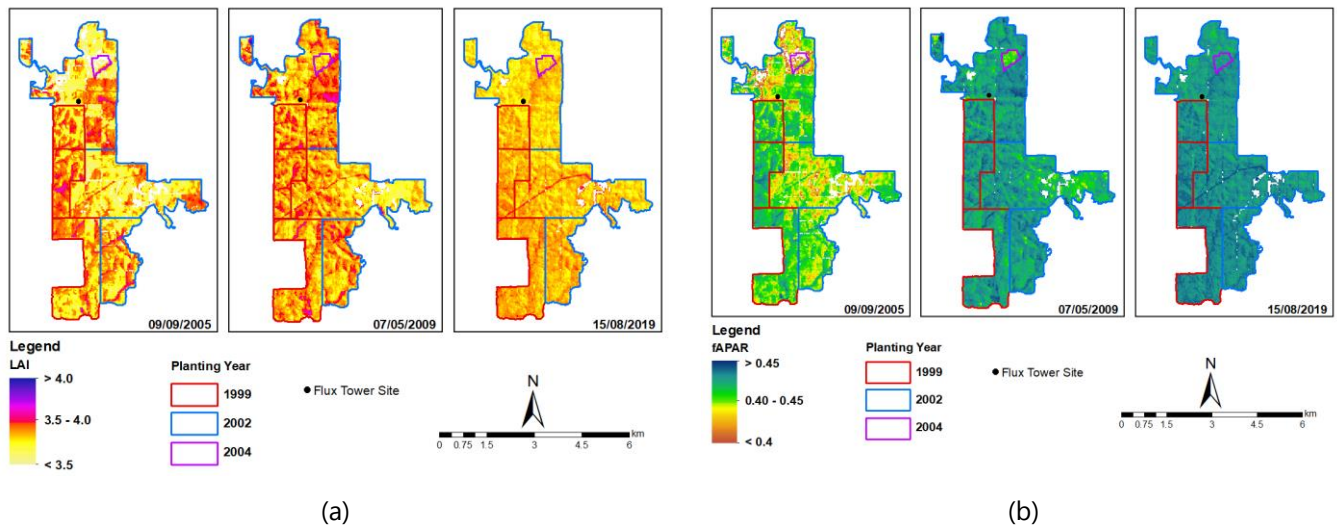 09/09/2005
07/05/2009
15/08/2019
Legend
LAI
> 4.0
3.5 - 4.0
< 3.5
Planting Year
1999
2002
2004
Flux Tower Site
N
0 0.75 1.5 3 4.5 6
km
(a)
09/09/2005
07/05/2009
15/08/2019
Legend
fAPAR
> 0.45
0.40 - 0.45
< 0.4
Planting Year
1999
2002
2004
Flux Tower Site
N
0 0.75 1.5 3 4.5 6
km
(b)